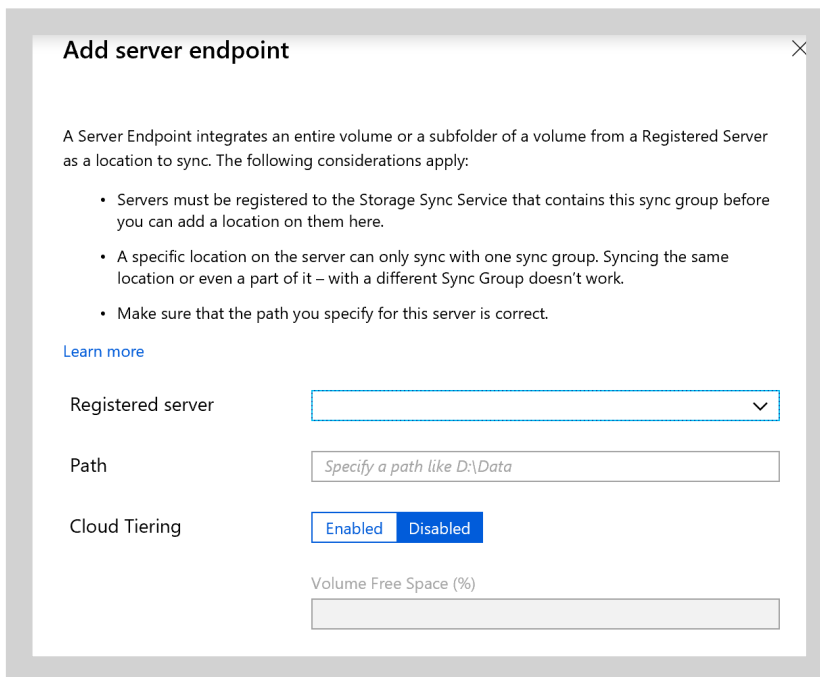 Add server endpoint
A Server Endpoint integrates an entire volume or a subfolder of a volume from a Registered Server
as a location to sync. The following considerations apply:
• Servers must be registered to the Storage Sync Service that contains this sync group before
you can add a location on them here.
• A specific location on the server can only sync with one sync group. Syncing the same
location or even a part of it – with a different Sync Group doesn’t work.
• Make sure that the path you specify for this server is correct.
Learn more
Registered server
Path
Specify a path like D:\Data
Cloud Tiering
Enabled Disabled
Volume Free Space (%)